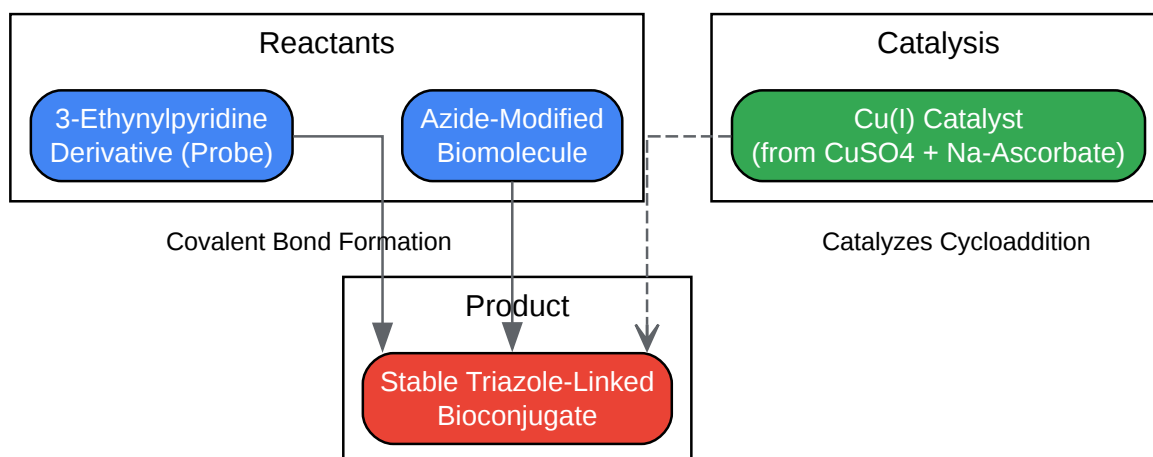 Reactants
3-Ethynylpyridine
Derivative (Probe)
Azide-Modified
Biomolecule
Catalysis
Cu(I) Catalyst
(from CuSO4 + Na-Ascorbate)
Covalent Bond Formation
Catalyzes Cycloaddition
Product
Stable Triazole-Linked
Bioconjugate